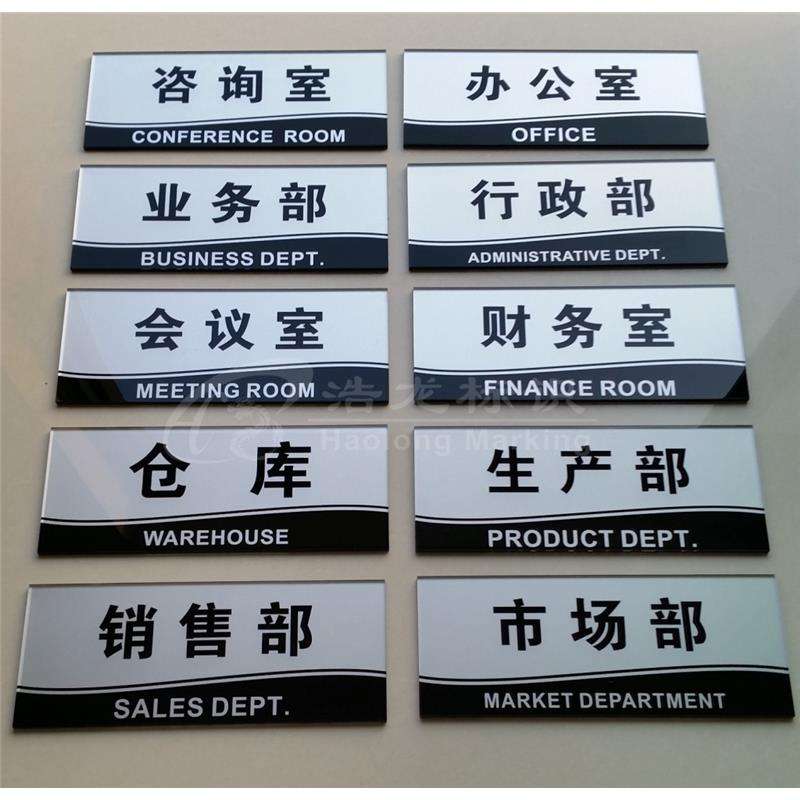 咨询室
CONFERENCE ROOM
办公室
OFFICE
业务部
BUSINESS DEPT.
行政部
ADMINISTRATIVE DEPT.
会议室
MEETING ROOM
财务室
FINANCE ROOM
浩龙标识
Haolong Marking
仓 库
WAREHOUSE
生产部
PRODUCT DEPT.
销售部
SALES DEPT.
市场部
MARKET DEPARTMENT